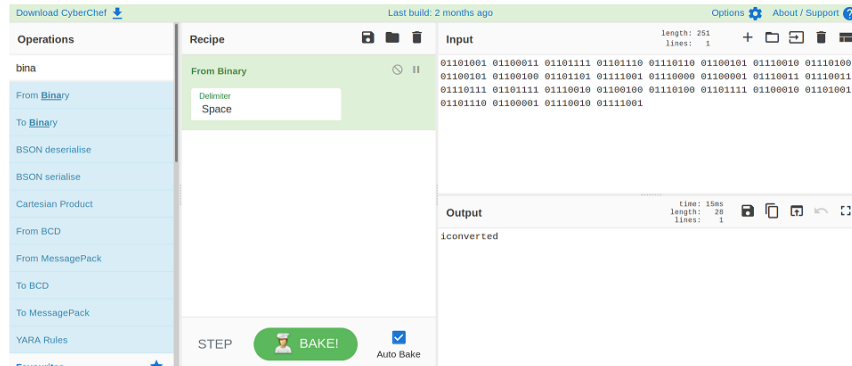 Download CyberChef
Last build: 2 months ago
Options
About / Support
Operations
Recipe
Input
length: 251
lines: 1
bina
From Binary
To Binary
BSON deserialise
BSON serialise
Cartesian Product
From BCD
From MessagePack
To BCD
To MessagePack
YARA Rules
From Binary
Delimiter
Space
STEP
BAKE!
Auto Bake
01101001 01100011 01101111 01101110 01110110 01100101 01110010 01110100
01100101 01100100 01101101 01111001 01110000 01100001 01110011 01110011
01110111 01101111 01110010 01100100 01110100 01101111 01100010 01101001
01101110 01100001 01110010 01111001
Output
time: 15ms
length: 28
lines: 1
iconverted